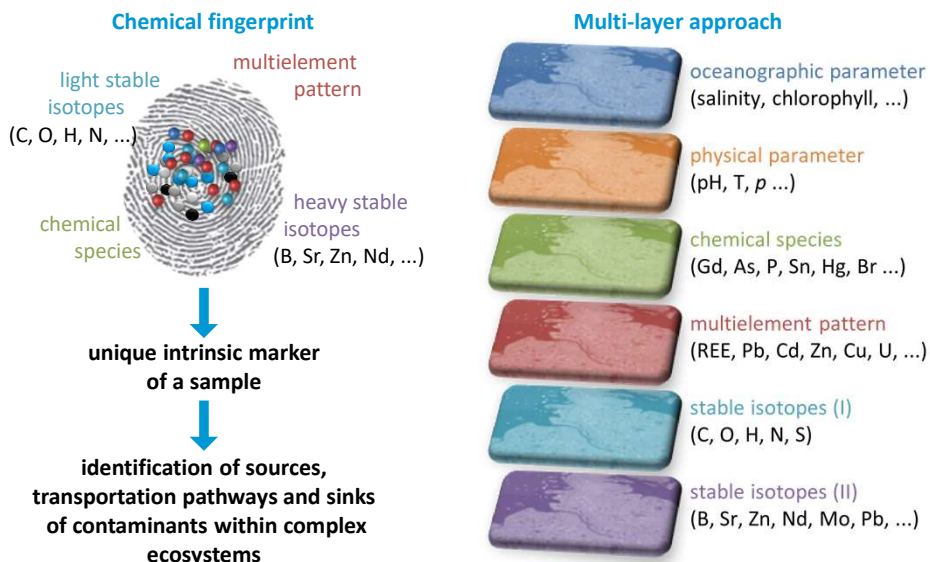 Chemical fingerprint
light stable
isotopes
(C, O, H, N, ...)
multielement
pattern
chemical
species
heavy stable
isotopes
(B, Sr, Zn, Nd, ...)
unique intrinsic marker
of a sample
identification of sources,
transportation pathways and sinks
of contaminants within complex
ecosystems
Multi-layer approach
oceanographic parameter
(salinity, chlorophyll, ...)
physical parameter
(pH, T, p ...)
chemical species
(Gd, As, P, Sn, Hg, Br ...)
multielement pattern
(REE, Pb, Cd, Zn, Cu, U, ...)
stable isotopes (I)
(C, O, H, N, S)
stable isotopes (II)
(B, Sr, Zn, Nd, Mo, Pb, ...)